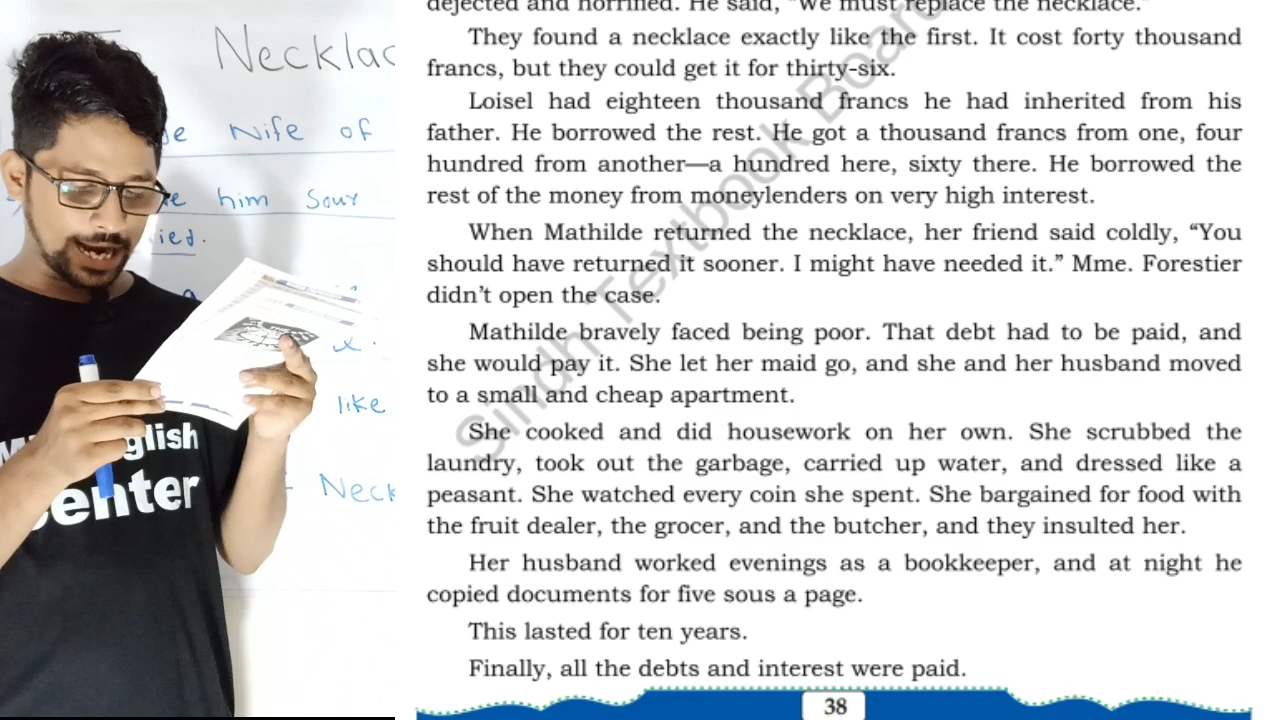 Necklac
Nife of
him Sour
ied.
like
Neck
glish
enter
dejected and horrified. He said, “We must replace the necklace.”
They found a necklace exactly like the first. It cost forty thousand
francs, but they could get it for thirty-six.
Loisel had eighteen thousand francs he had inherited from his
father. He borrowed the rest. He got a thousand francs from one, four
hundred from another—a hundred here, sixty there. He borrowed the
rest of the money from moneylenders on very high interest.
When Mathilde returned the necklace, her friend said coldly, “You
should have returned it sooner. I might have needed it.” Mme. Forestier
didn’t open the case.
Mathilde bravely faced being poor. That debt had to be paid, and
she would pay it. She let her maid go, and she and her husband moved
to a small and cheap apartment.
She cooked and did housework on her own. She scrubbed the
laundry, took out the garbage, carried up water, and dressed like a
peasant. She watched every coin she spent. She bargained for food with
the fruit dealer, the grocer, and the butcher, and they insulted her.
Her husband worked evenings as a bookkeeper, and at night he
copied documents for five sous a page.
This lasted for ten years.
Finally, all the debts and interest were paid.
38
Sindh Textbook Board